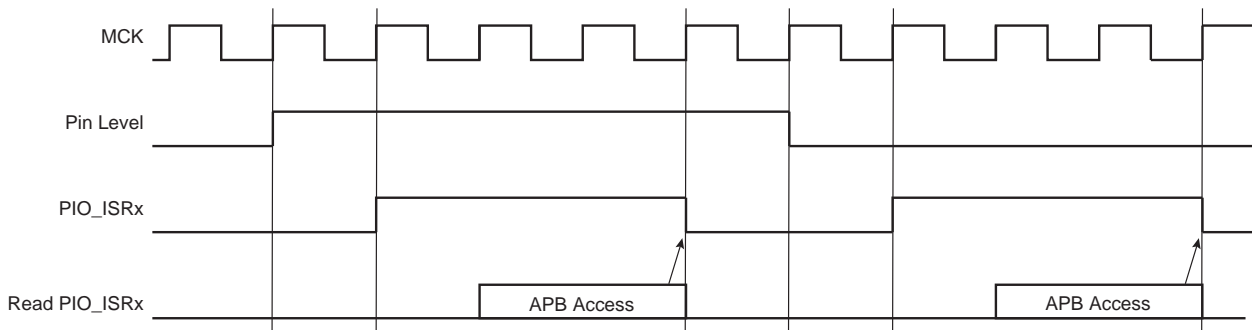 MCK
Pin Level
PIO_ISRx
Read PIO_ISRx
APB Access
APB Access